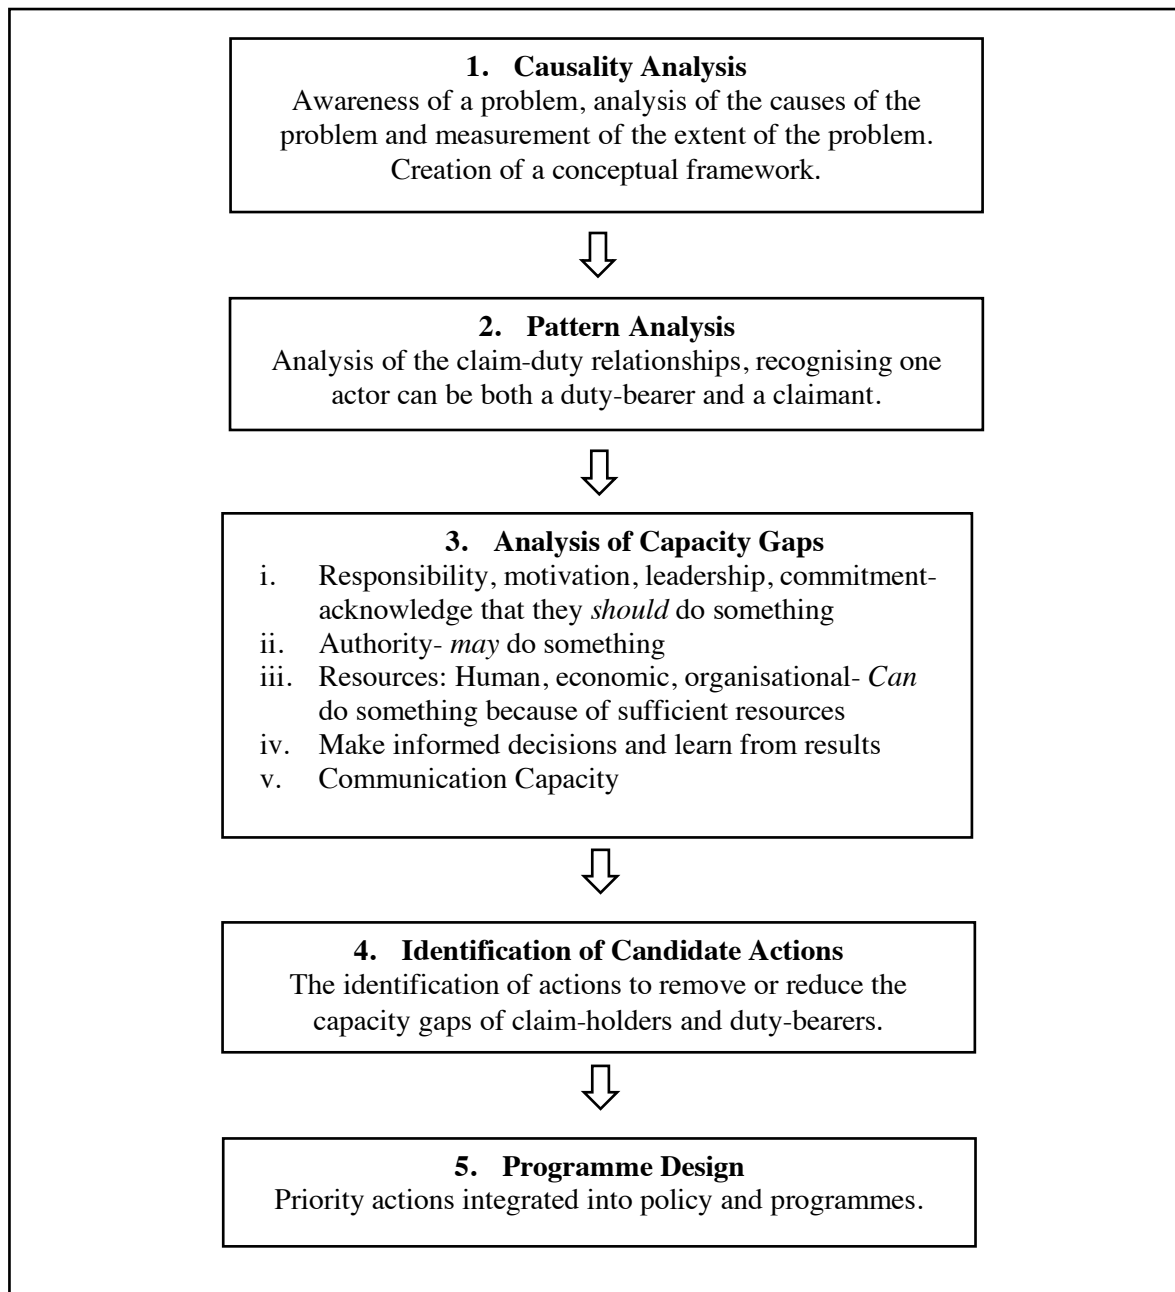 1. Causality Analysis
Awareness of a problem, analysis of the causes of the
problem and measurement of the extent of the problem.
Creation of a conceptual framework.
2. Pattern Analysis
Analysis of the claim-duty relationships, recognising one
actor can be both a duty-bearer and a claimant.
3. Analysis of Capacity Gaps
i. Responsibility, motivation, leadership, commitment-
acknowledge that they should do something
ii. Authority- may do something
iii. Resources: Human, economic, organisational- Can
do something because of sufficient resources
iv. Make informed decisions and learn from results
v. Communication Capacity
4. Identification of Candidate Actions
The identification of actions to remove or reduce the
capacity gaps of claim-holders and duty-bearers.
5. Programme Design
Priority actions integrated into policy and programmes.